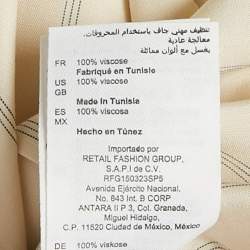 تنظيف مهني جاف باستخدام المحروقات.
معالجة عادية
يغسل مع ألوان مماثلة
FR 100% viscose
Fabriqué en Tunisie
US 100% viscose
GB
Made In Tunisia
ES 100% viscosa
MX
Hecho en Túnez
Importado por
RETAIL FASHION GROUP,
S.A.P.I de C.V.
RFG150323SP5
Avenida Ejército Nacional,
No. 843 Int. B CORP
ANTARA II P3, Col. Granada,
Miguel Hidalgo,
C.P. 11520 Ciudad de México, México
DE 100% viskose